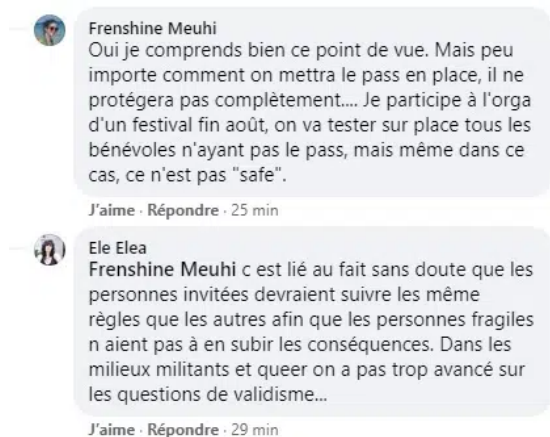 Frenshine Meuhi
Oui je comprends bien ce point de vue. Mais peu
importe comment on mettra le pass en place, il ne
protégera pas complètement.... Je participe à l'orga
d'un festival fin août, on va tester sur place tous les
bénévoles n'ayant pas le pass, mais même dans ce
cas, ce n'est pas "safe".
J'aime · Répondre · 25 min
Ele Elea
Frenshine Meuhi c est lié au fait sans doute que les
personnes invitées devraient suivre les même
règles que les autres afin que les personnes fragiles
n aient pas à en subir les conséquences. Dans les
milieux militants et queer on a pas trop avancé sur
les questions de validisme...
J'aime · Répondre · 29 min